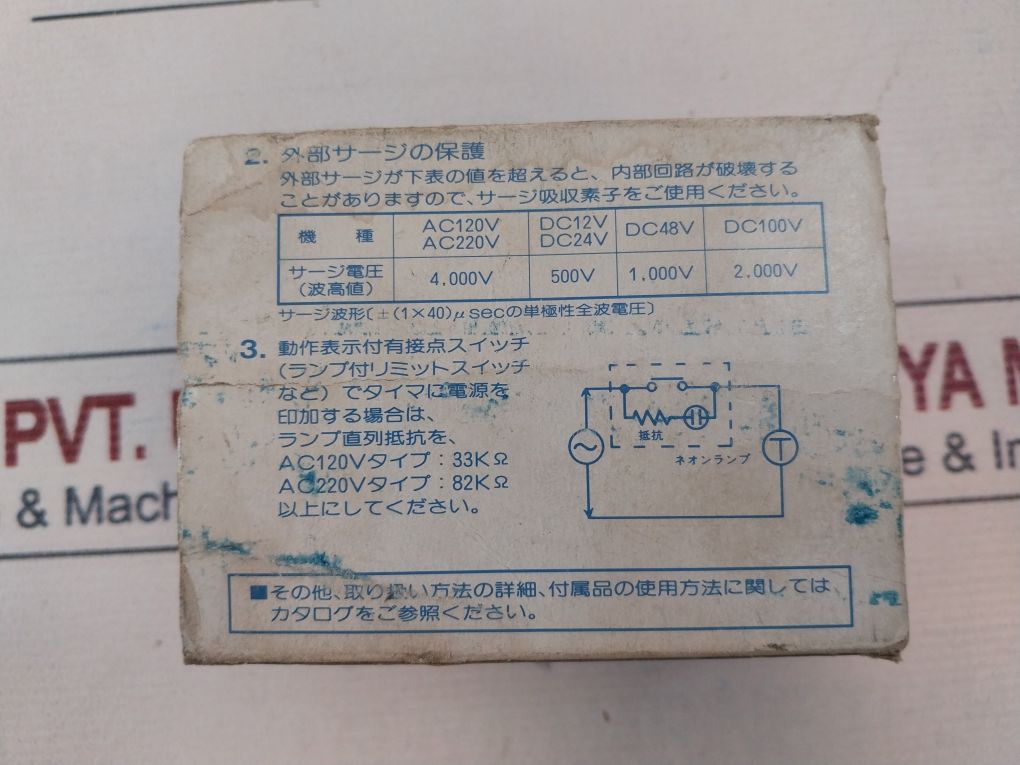 2. 外部サージの保護
外部サージが下表の値を超えると、内部回路が破壊する
ことがありますので、サージ吸収素子をご使用ください。
機 種 AC120V AC220V DC12V DC24V DC48V DC100V
サージ電圧 (波高値) 4.000V 500V 1.000V 2.000V
サージ波形〔±(1×40)μsecの単極性全波電圧〕
3. 動作表示付有接点スイッチ
(ランプ付リミットスイッチ
など)でタイマに電源を
印加する場合は、
ランプ直列抵抗を、
AC120Vタイプ:33KΩ
AC220Vタイプ:82KΩ
以上にしてください。
抵抗
ネオンランプ
T
■その他、取り扱い方法の詳細、付属品の使用方法に関しては
カタログをご参照ください。
PVT.
& Mach
YA M
e & In